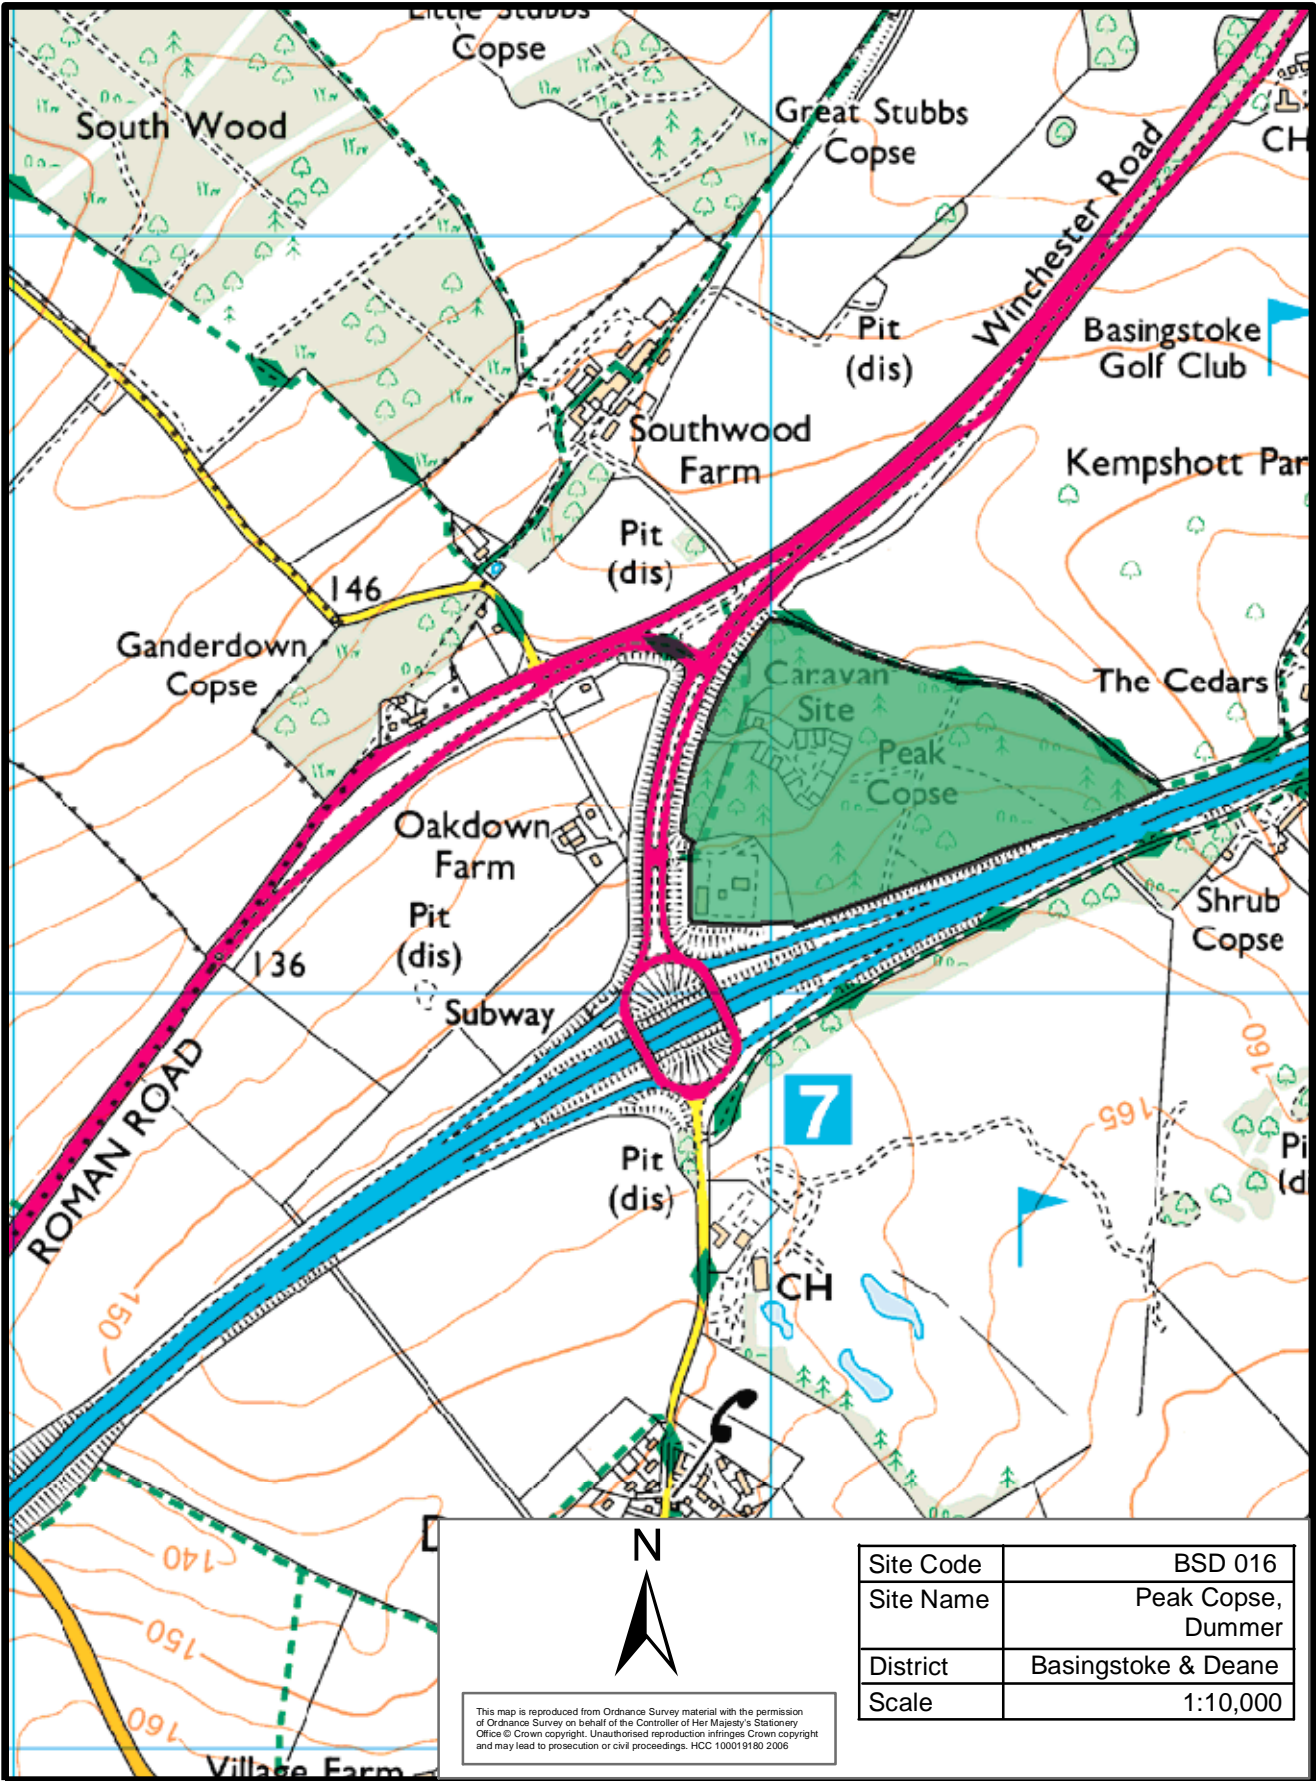 Little Stubbs
Copse
South Wood
Great Stubbs
Copse
CH
Winchester Road
Pit
(dis)
Basingstoke
Golf Club
Southwood
Farm
Kempshott Par
Pit
(dis)
146
Ganderdown
Copse
Caravan
Site
The Cedars
Peak
Copse
Oakdown
Farm
Pit
(dis)
136
Subway
Shrub
Copse
ROMAN ROAD
160
7
165
Pit
(dis)
Pi
(d
CH
150
140
150
160
Village Farm
N
Site Code BSD 016
Site Name Peak Copse,
Dummer
District Basingstoke & Deane
Scale 1:10,000
This map is reproduced from Ordnance Survey material with the permission
of Ordnance Survey on behalf of the Controller of Her Majesty's Stationery
Office © Crown copyright. Unauthorised reproduction infringes Crown copyright
and may lead to prosecution or civil proceedings. HCC 100019180 2006